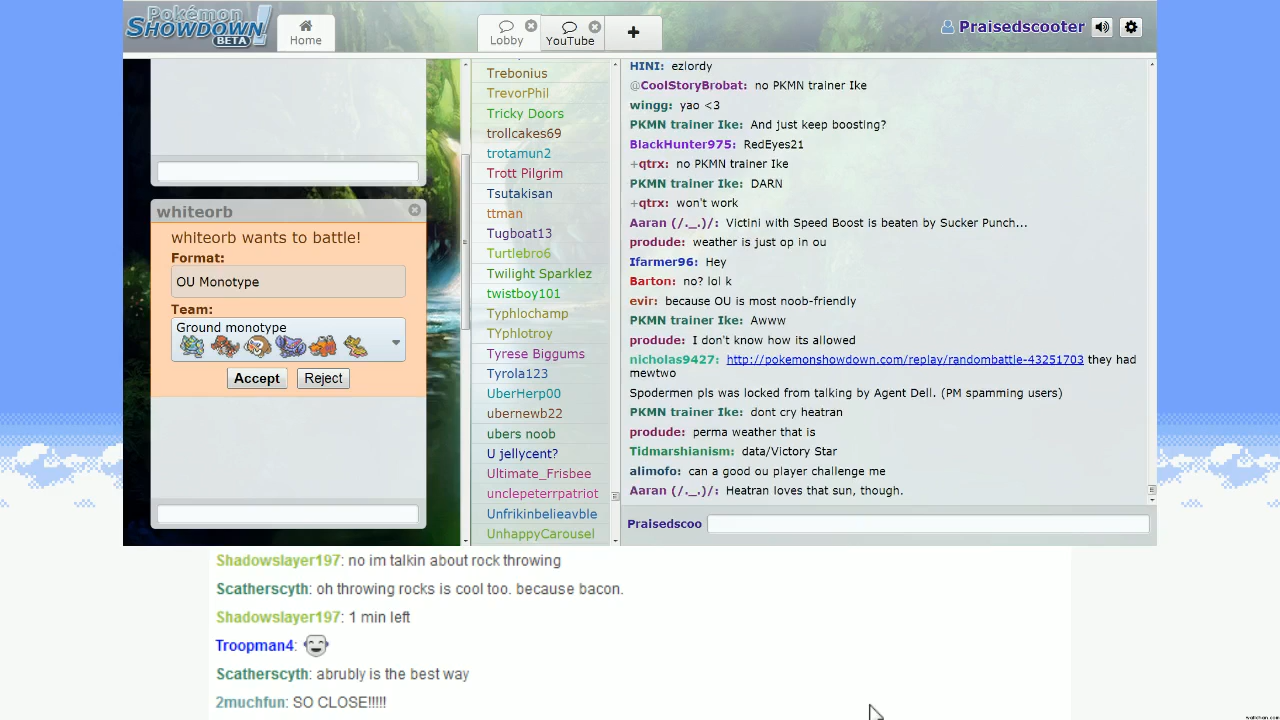 Pokémon
SHOWDOWN!
BETA
Home
Lobby
YouTube
+
Praisedscooter
whiteorb
whiteorb wants to battle!
Format:
OU Monotype
Team:
Ground monotype
Accept
Reject
Trebonius
TrevorPhil
Tricky Doors
trollcakes69
trotamun2
Trott Pilgrim
Tsutakisan
ttman
Tugboat13
Turtlebro6
Twilight Sparklez
twistboy101
Typhlochamp
TYphlotroy
Tyrese Biggums
Tyrola123
UberHerp00
ubernewb22
ubers noob
U jellycent?
Ultimate_Frisbee
unclepeterrpatriot
Unfrikinbelieavble
UnhappyCarousel
HINI: ezlordy
@CoolStoryBrobat: no PKMN trainer Ike
wingg: yao <3
PKMN trainer Ike: And just keep boosting?
BlackHunter975: RedEyes21
+qtrx: no PKMN trainer Ike
PKMN trainer Ike: DARN
+qtrx: won't work
Aaran (/._.)/: Victini with Speed Boost is beaten by Sucker Punch...
produde: weather is just op in ou
Ifarmer96: Hey
Barton: no? lol k
evir: because OU is most noob-friendly
PKMN trainer Ike: Awww
produde: I don't know how its allowed
nicholas9427: http://pokemonshowdown.com/replay/randombattle-43251703 they had
mewtwo
Spodermen pls was locked from talking by Agent Dell. (PM spamming users)
PKMN trainer Ike: dont cry heatran
produde: perma weather that is
Tidmarshianism: data/Victory Star
alimofo: can a good ou player challenge me
Aaran (/._.)/: Heatran loves that sun, though.
Praisedscoo
Shadowslayer197: no im talkin about rock throwing
Scatherscyth: oh throwing rocks is cool too. because bacon.
Shadowslayer197: 1 min left
Troopman4:
Scatherscyth: abrubly is the best way
2muchfun: SO CLOSE!!!!!
wallchan.com